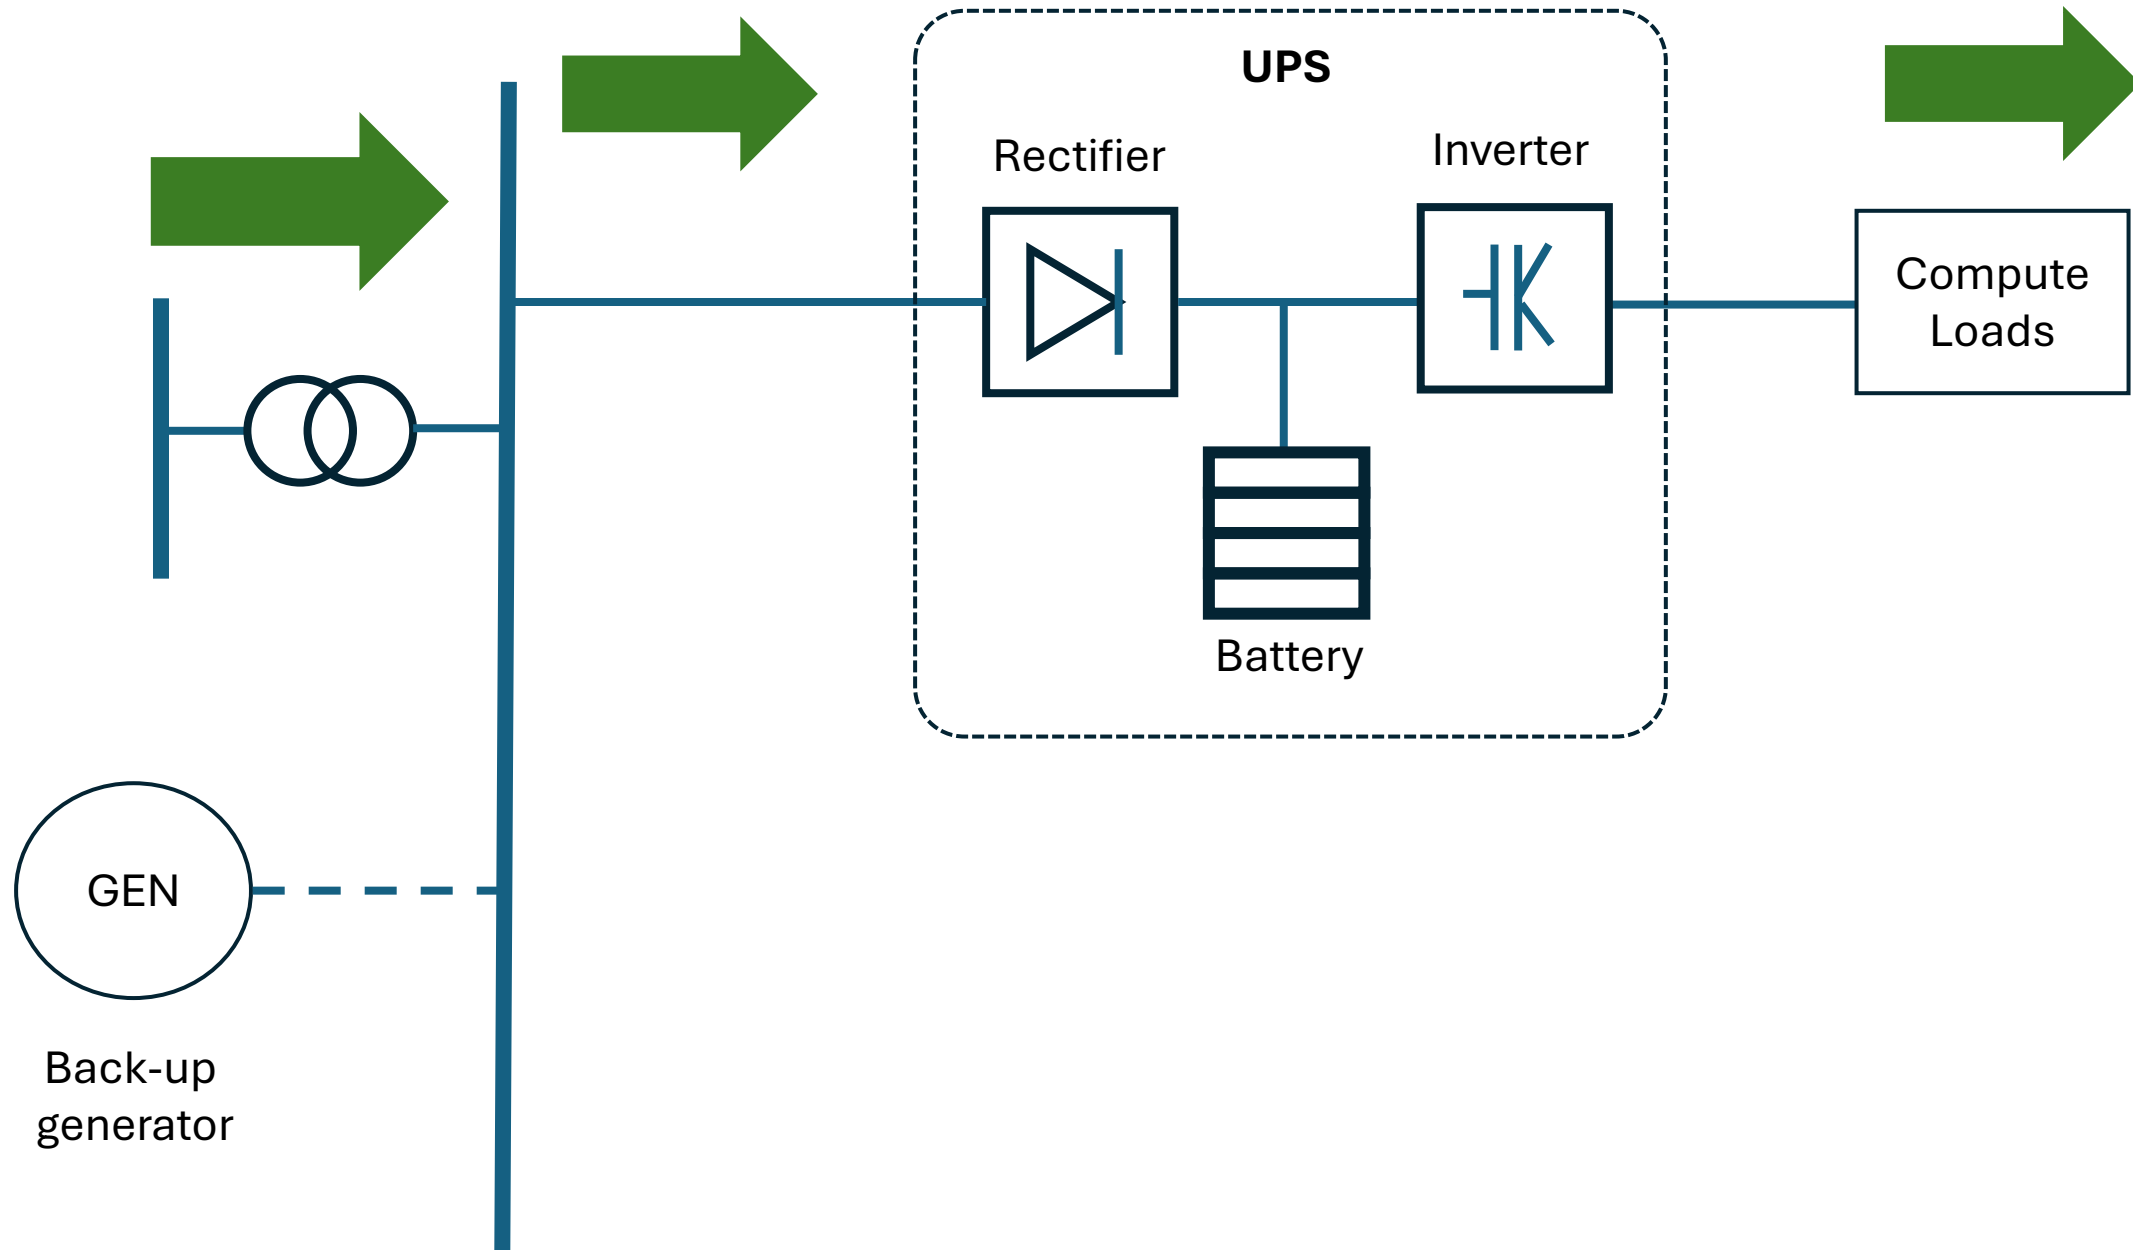 UPS
Rectifier
Inverter
Compute
Loads
Battery
GEN
Back-up
generator